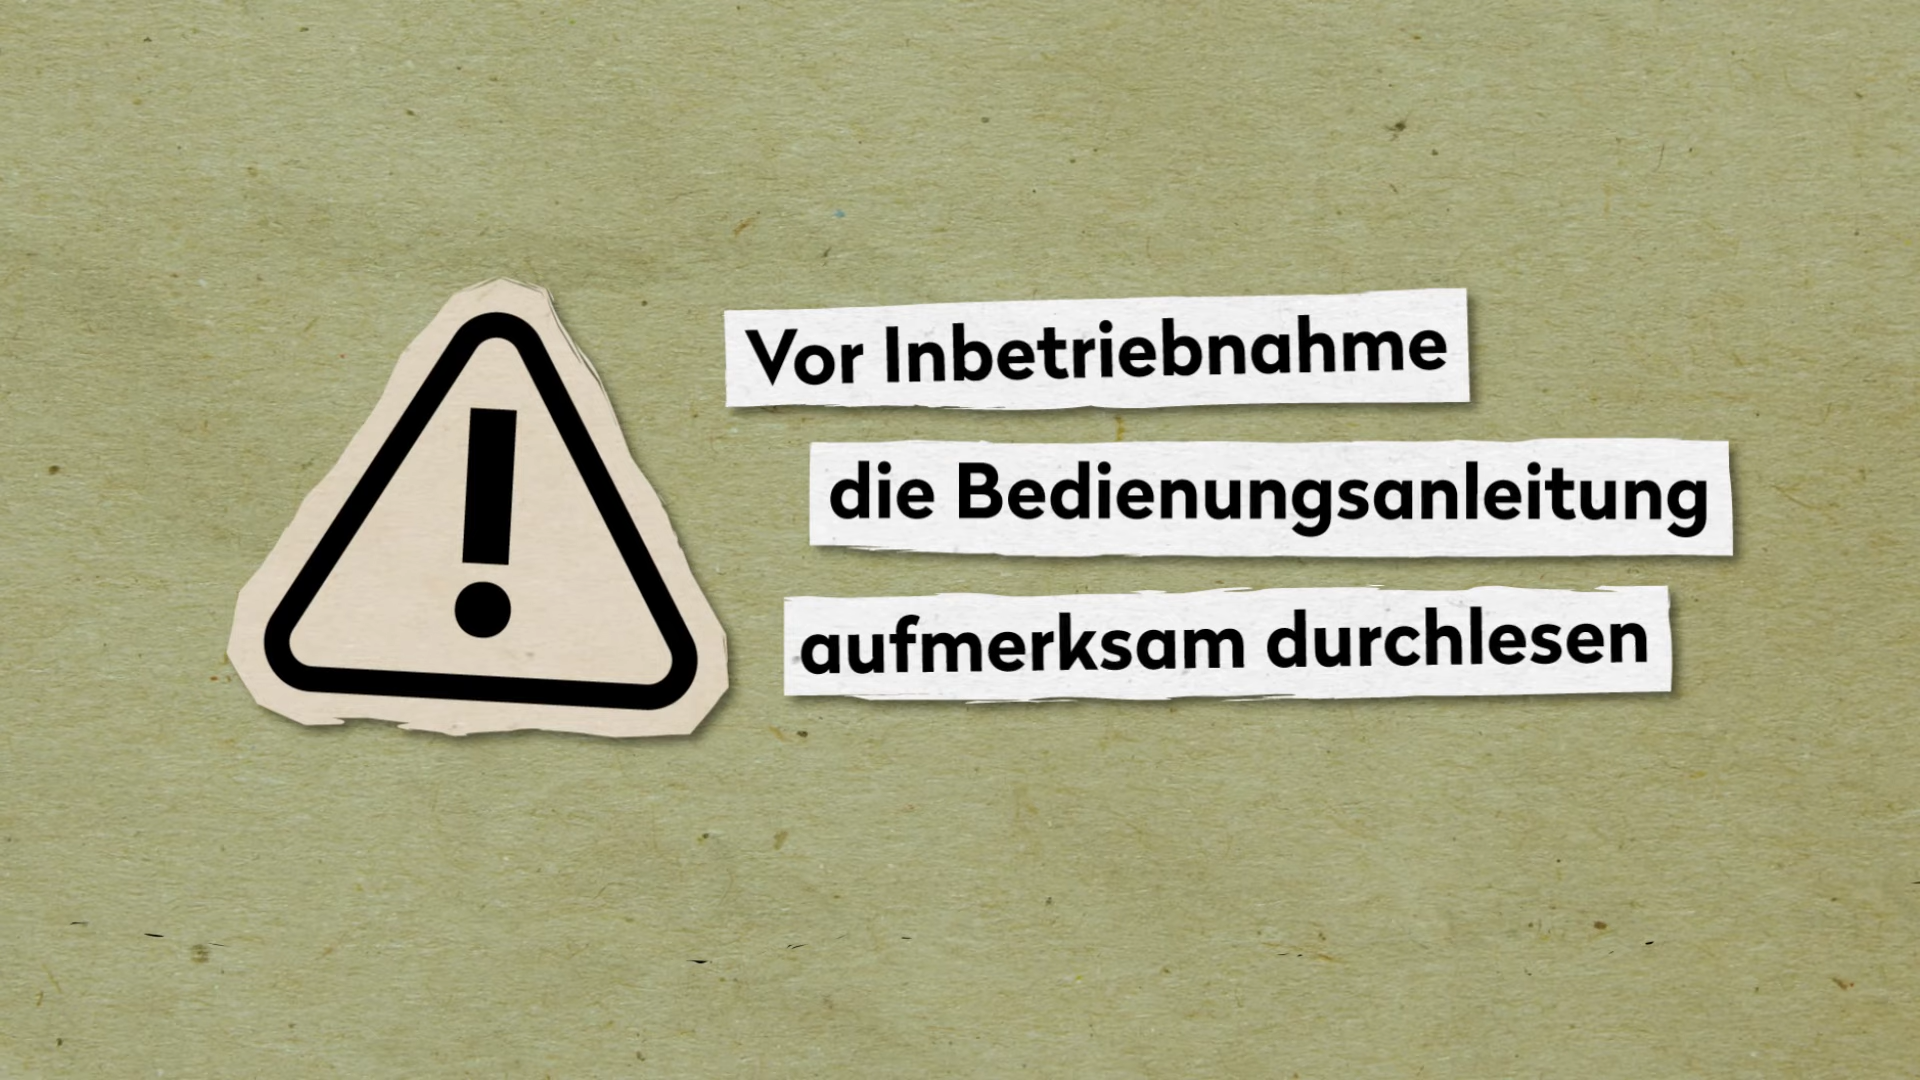 Vor Inbetriebnahme
die Bedienungsanleitung
aufmerksam durchlesen